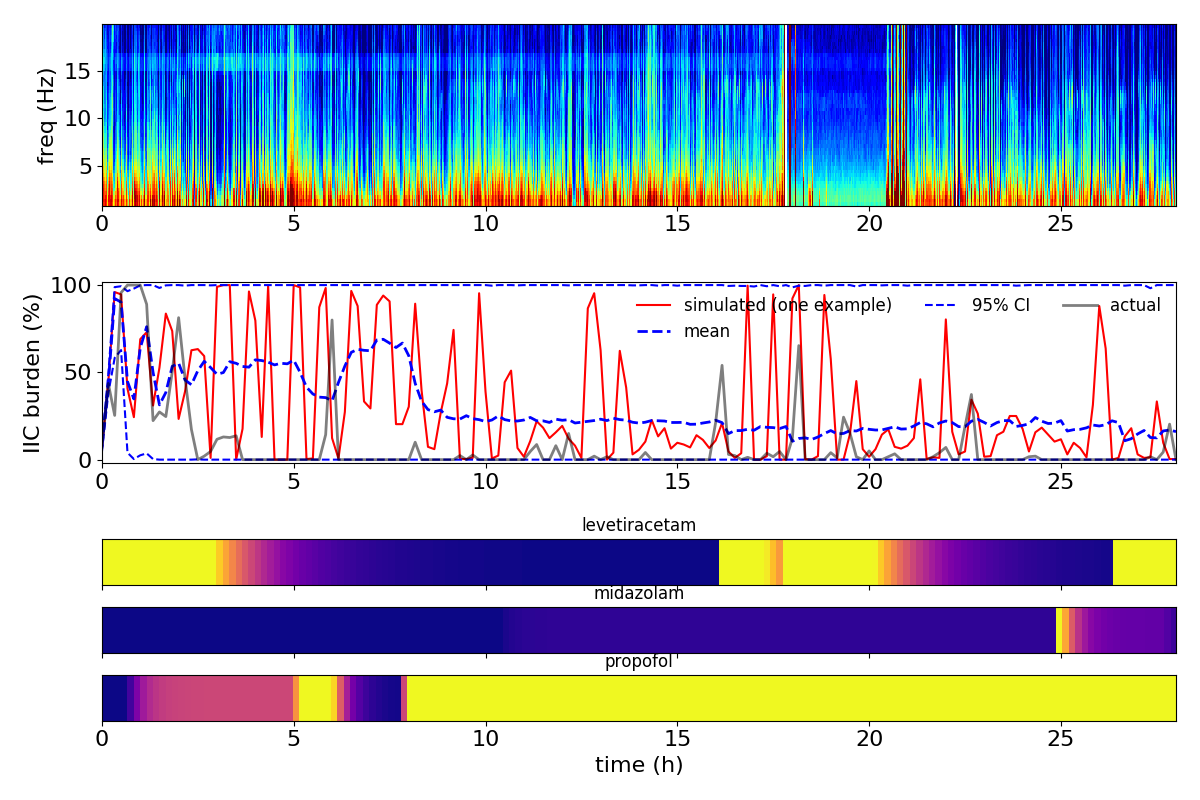 freq (Hz)
15
10
5
0 5 10 15 20 25
IIC burden (%)
100
50
0
simulated (one example) 95% CI actual
mean
0 5 10 15 20 25
levetiracetam
midazolam
propofol
0 5 10 15 20 25
time (h)